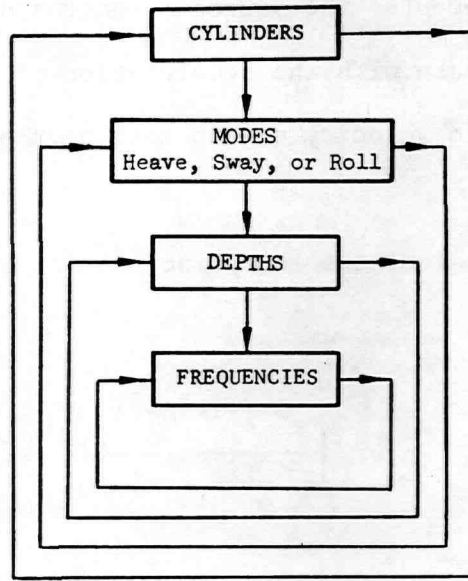 CYLINDERS
MODES
Heave, Sway, or Roll
DEPTHS
FREQUENCIES